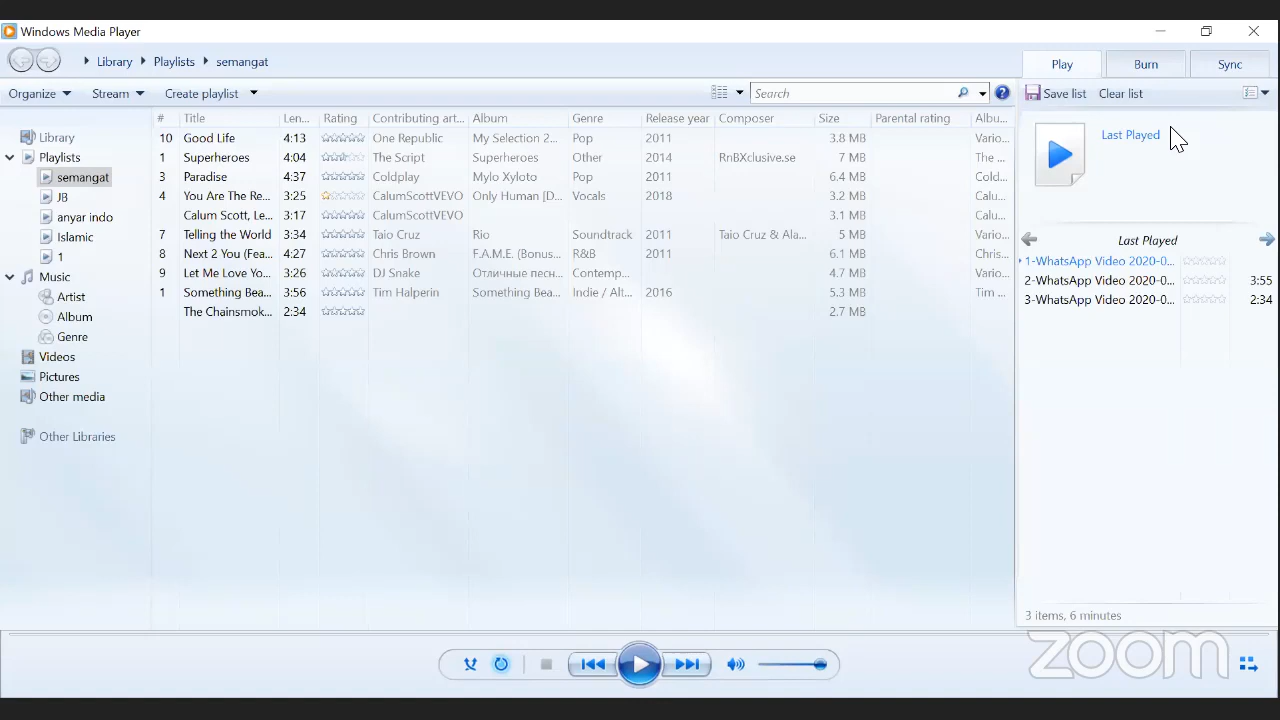 Windows Media Player
Library Playlists semangat
Play Burn Sync
Organize Stream Create playlist Search Save list Clear list
# Title Len... Rating Contributing art... Album Genre Release year Composer Size Parental rating Albu...
10 Good Life 4:13 One Republic My Selection 2... Pop 2011 3.8 MB Vario...
1 Superheroes 4:04 The Script Superheroes Other 2014 RnBXclusive.se 7 MB The ...
3 Paradise 4:37 Coldplay Mylo Xyloto Pop 2011 6.4 MB Cold...
4 You Are The Re... 3:32 CalumScottVEVO Only Human [D... Vocals 2018 3.2 MB Calu...
Calum Scott, Le... 3:17 CalumScottVEVO 3.1 MB Calu...
7 Telling the World 3:34 Taio Cruz Rio Soundtrack 2011 Taio Cruz & Ala... 5 MB Vario...
8 Next 2 You (Fea... 4:27 Chris Brown F.A.M.E. (Bonus... R&B 2011 6.1 MB Chris...
9 Let Me Love Yo... 3:26 DJ Snake Отличные песн... Contemp... 4.7 MB Vario...
1 Something Bea... 3:56 Tim Halperin Something Bea... Indie / Alt... 2016 5.3 MB Tim ...
The Chainsmok... 2:34 2.7 MB
Library
Playlists
semangat
JB
anyar indo
Islamic
1
Music
Artist
Album
Genre
Videos
Pictures
Other media
Other Libraries
Last Played
Last Played
1-WhatsApp Video 2020-0...
2-WhatsApp Video 2020-0... 3:55
3-WhatsApp Video 2020-0... 2:34
3 items, 6 minutes
zoom